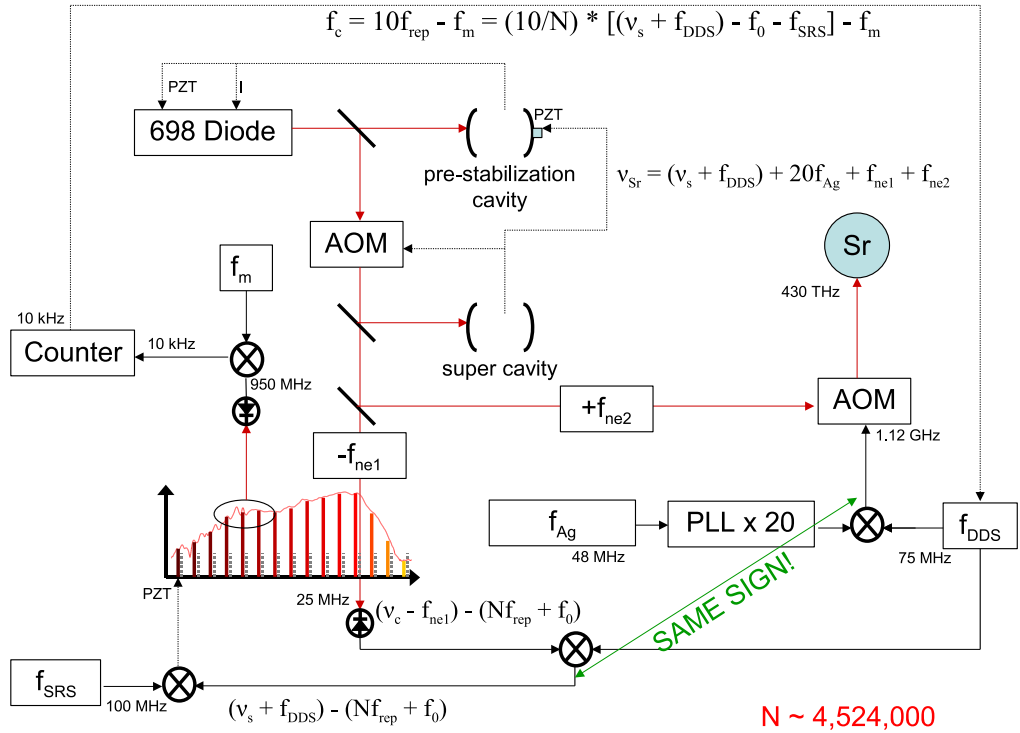 f_c = 10f_rep - f_m = (10/N) * [(ν_s + f_DDS) - f_0 - f_SRS] - f_m
PZT
I
698 Diode
PZT
pre-stabilization
cavity
ν_Sr = (ν_s + f_DDS) + 20f_Ag + f_ne1 + f_ne2
AOM
Sr
f_m
430 THz
10 kHz
Counter
10 kHz
super cavity
950 MHz
+f_ne2
AOM
1.12 GHz
-f_ne1
f_Ag
PLL x 20
f_DDS
48 MHz
75 MHz
SAME SIGN!
PZT
25 MHz
(ν_c - f_ne1) - (Nf_rep + f_0)
f_SRS
100 MHz
(ν_s + f_DDS) - (Nf_rep + f_0)
N ~ 4,524,000